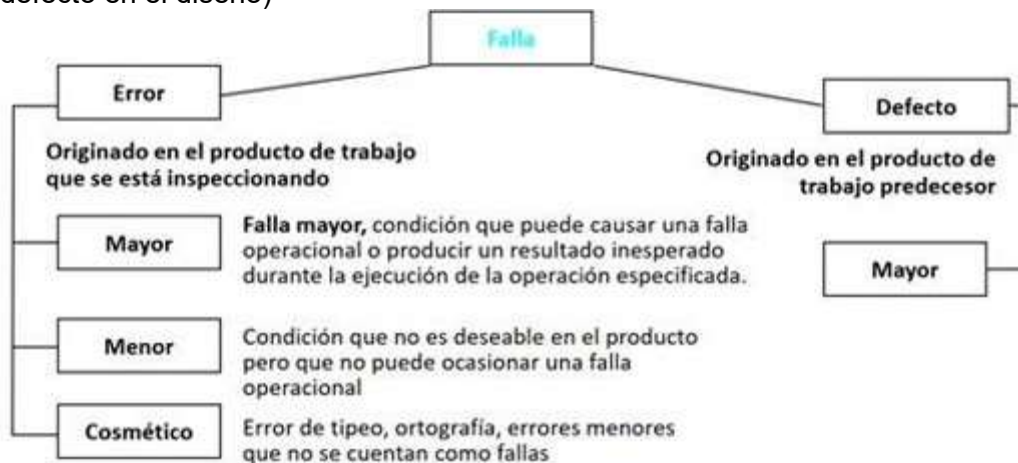 defecto en el diseño)
Falla
Error
Defecto
Originado en el producto de trabajo
que se está inspeccionando
Originado en el producto de
trabajo predecesor
Mayor
Falla mayor, condición que puede causar una falla
operacional o producir un resultado inesperado
durante la ejecución de la operación especificada.
Mayor
Menor
Condición que no es deseable en el producto
pero que no puede ocasionar una falla
operacional
Cosmético
Error de tipeo, ortografía, errores menores
que no se cuentan como fallas